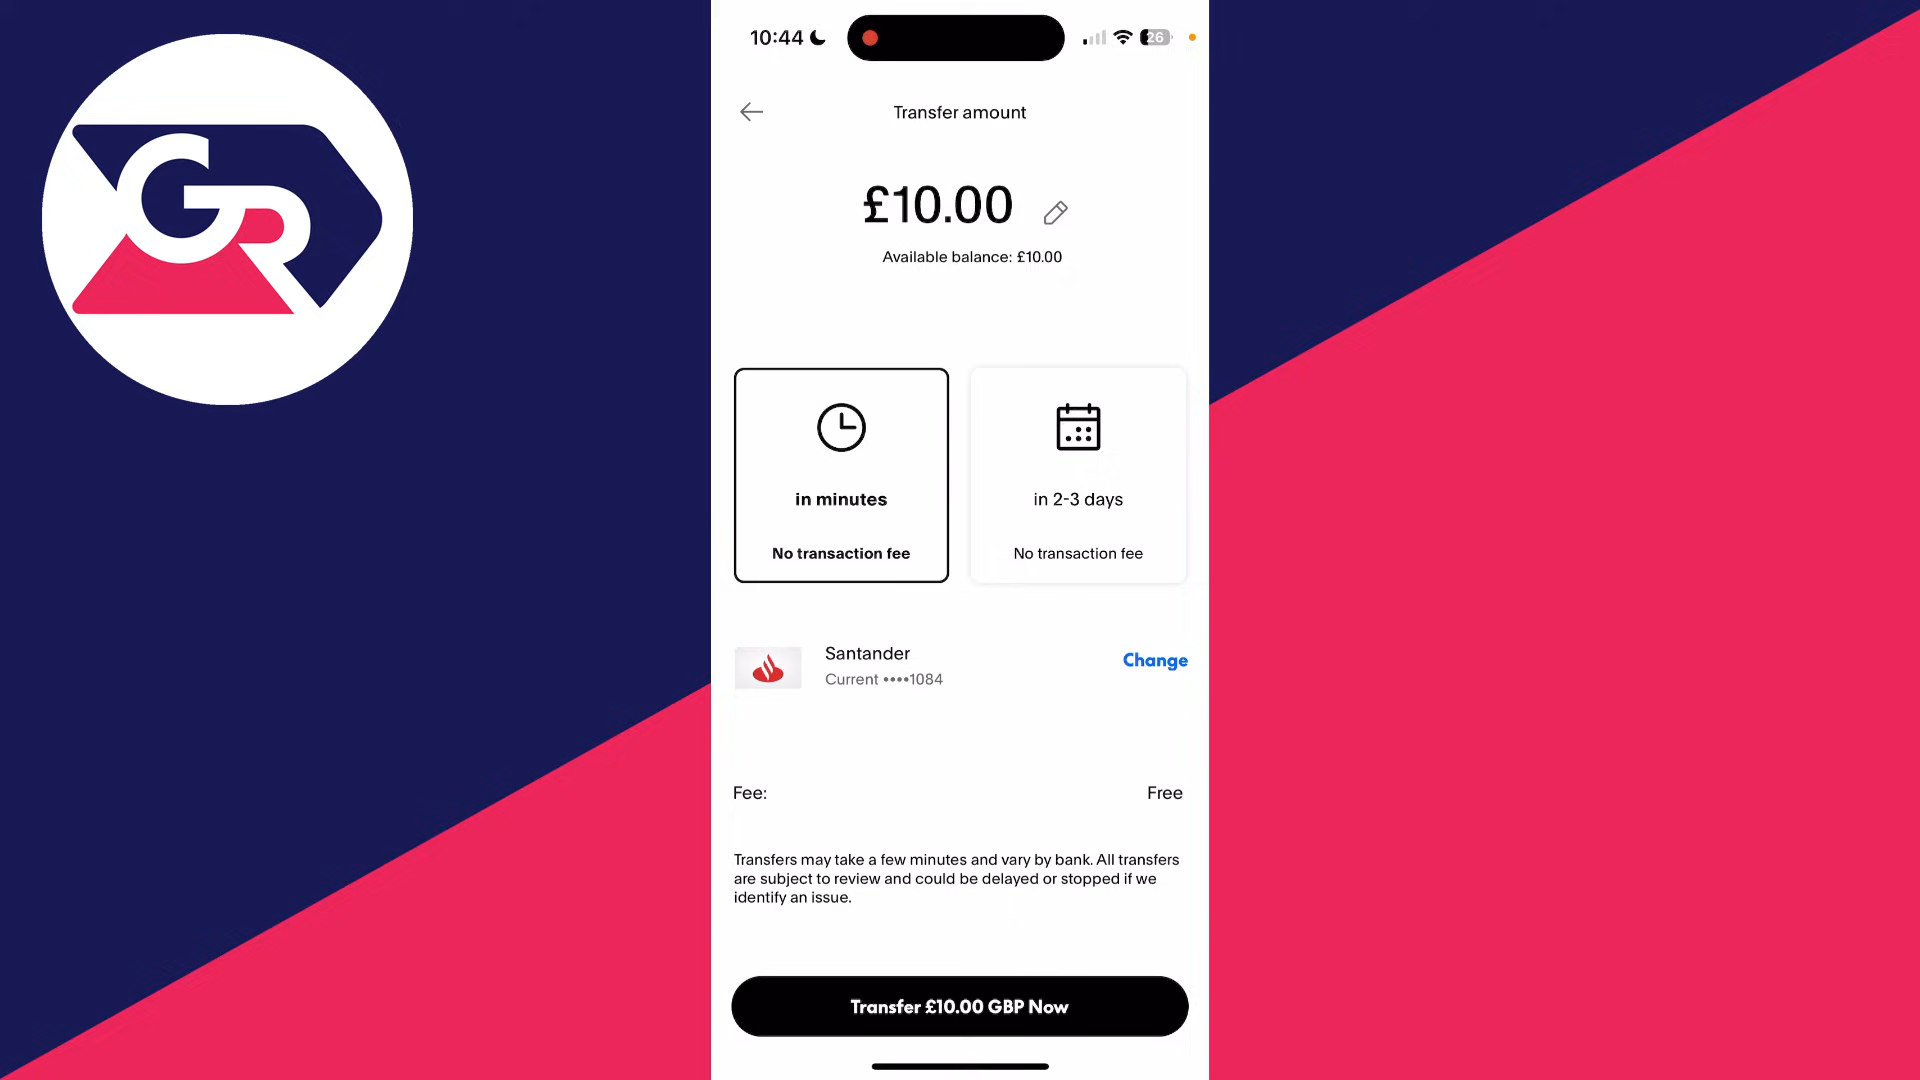 GR
10:44
26
Transfer amount
£10.00
Available balance: £10.00
in minutes
No transaction fee
in 2-3 days
No transaction fee
Santander
Current ••••1084
Change
Fee:
Free
Transfers may take a few minutes and vary by bank. All transfers
are subject to review and could be delayed or stopped if we
identify an issue.
Transfer £10.00 GBP Now